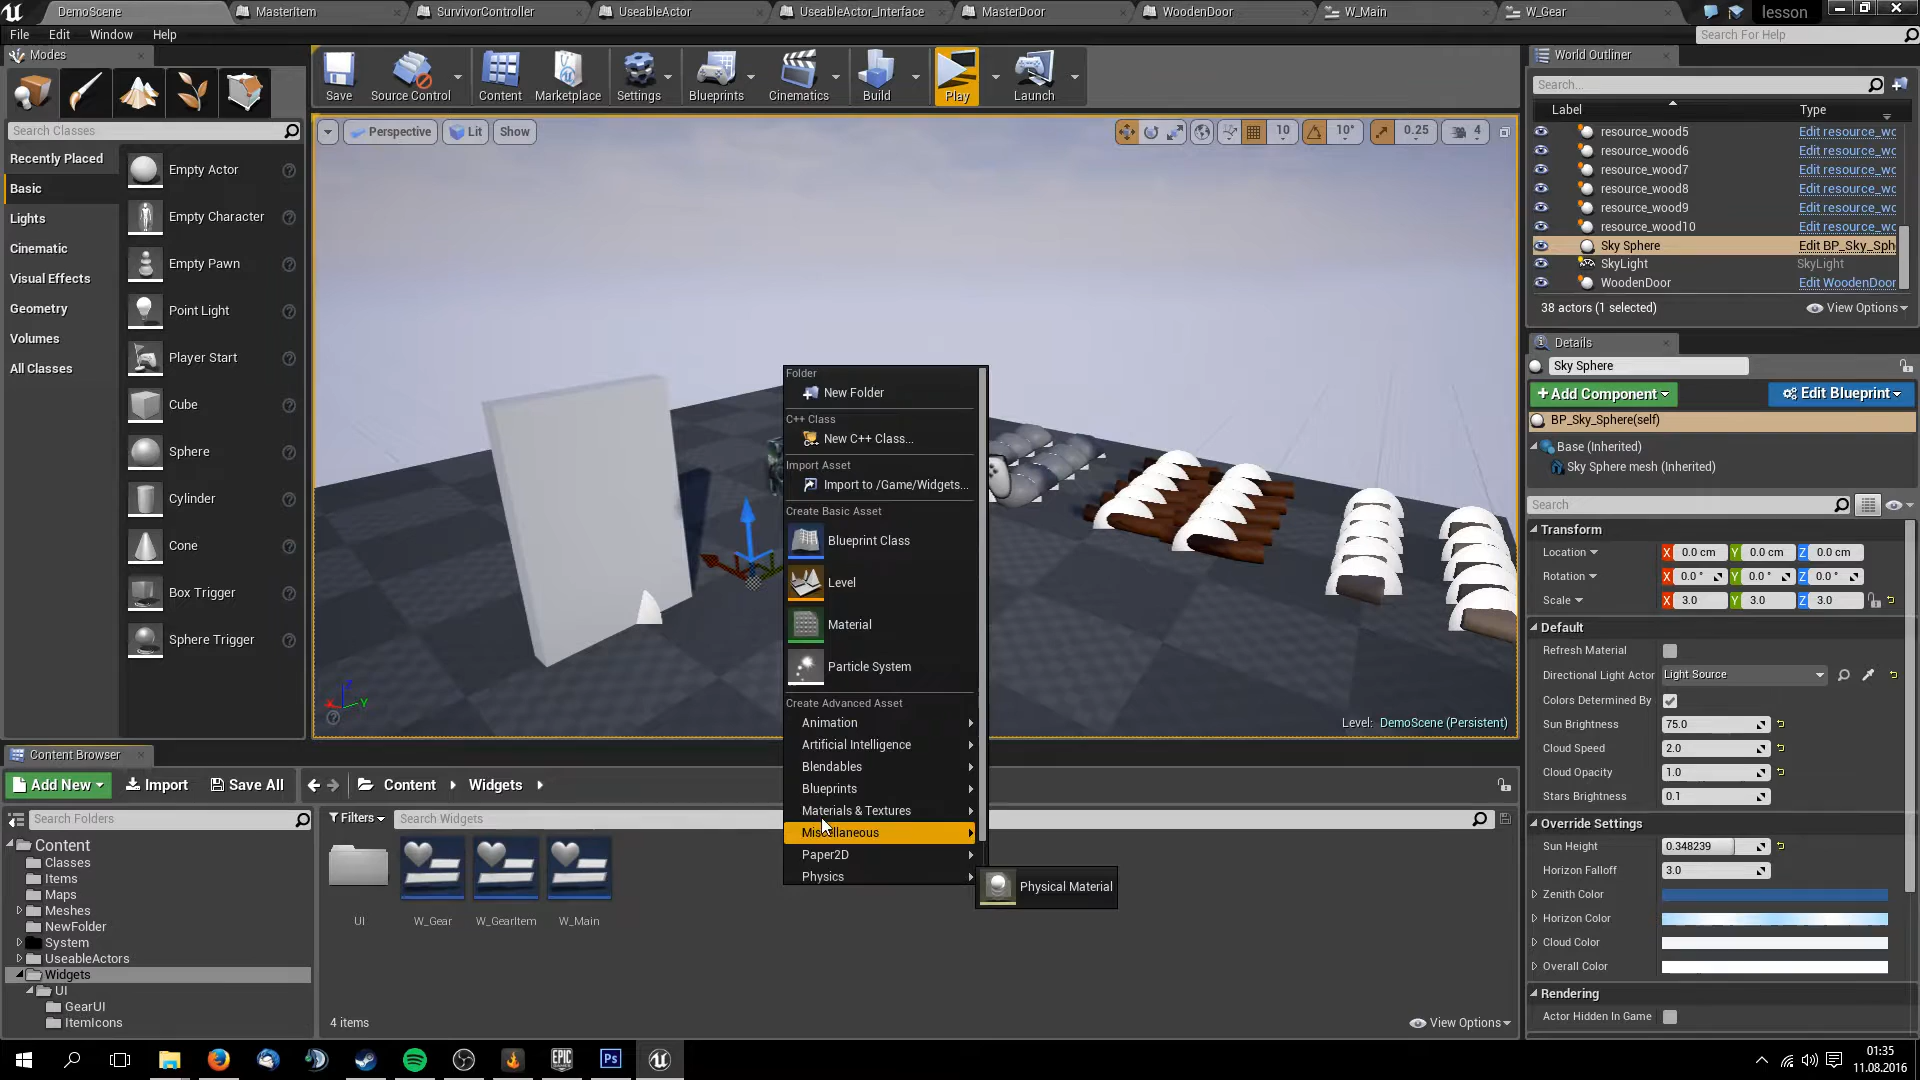 DemoScene
MasterItem
SurvivorController
UseableActor
UseableActor_Interface
MasterDoor
WoodenDoor
W_Main
W_Gear
lesson
File
Edit
Window
Help
Search For Help
Modes
Save
Source Control
Content
Marketplace
Settings
Blueprints
Cinematics
Build
Play
Launch
Search Classes
Recently Placed
Basic
Lights
Cinematic
Visual Effects
Geometry
Volumes
All Classes
Empty Actor
Empty Character
Empty Pawn
Point Light
Player Start
Cube
Sphere
Cylinder
Cone
Box Trigger
Sphere Trigger
Perspective
Lit
Show
10
10°
0.25
4
Folder
New Folder
C++ Class
New C++ Class...
Import Asset
Import to /Game/Widgets...
Create Basic Asset
Blueprint Class
Level
Material
Particle System
Create Advanced Asset
Animation
Artificial Intelligence
Blendables
Blueprints
Materials & Textures
Miscellaneous
Paper2D
Physics
Physical Material
Level: DemoScene (Persistent)
World Outliner
Search...
Label
Type
resource_wood5 Edit resource_wc
resource_wood6 Edit resource_wc
resource_wood7 Edit resource_wc
resource_wood8 Edit resource_wc
resource_wood9 Edit resource_wc
resource_wood10 Edit resource_wc
Sky Sphere Edit BP_Sky_Sph
SkyLight SkyLight
WoodenDoor Edit WoodenDoor
38 actors (1 selected)
View Options
Details
Sky Sphere
+Add Component
Edit Blueprint
BP_Sky_Sphere(self)
Base (Inherited)
Sky Sphere mesh (Inherited)
Search
Transform
Location X 0.0 cm Y 0.0 cm Z 0.0 cm
Rotation X 0.0 ° Y 0.0 ° Z 0.0 °
Scale X 3.0 Y 3.0 Z 3.0
Default
Refresh Material
Directional Light Actor Light Source
Colors Determined By
Sun Brightness 75.0
Cloud Speed 2.0
Cloud Opacity 1.0
Stars Brightness 0.1
Override Settings
Sun Height 0.348239
Horizon Falloff 3.0
Zenith Color
Horizon Color
Cloud Color
Overall Color
Rendering
Actor Hidden In Game
Content Browser
Add New
Import
Save All
Content
Widgets
Search Folders
Filters
Search Widgets
Content
Classes
Items
Maps
Meshes
NewFolder
System
UseableActors
Widgets
UI
GearUI
ItemIcons
UI
W_Gear
W_GearItem
W_Main
4 items
View Options
X
Y
Z
EPIC
GAMES
Ps
01:35
11.08.2016